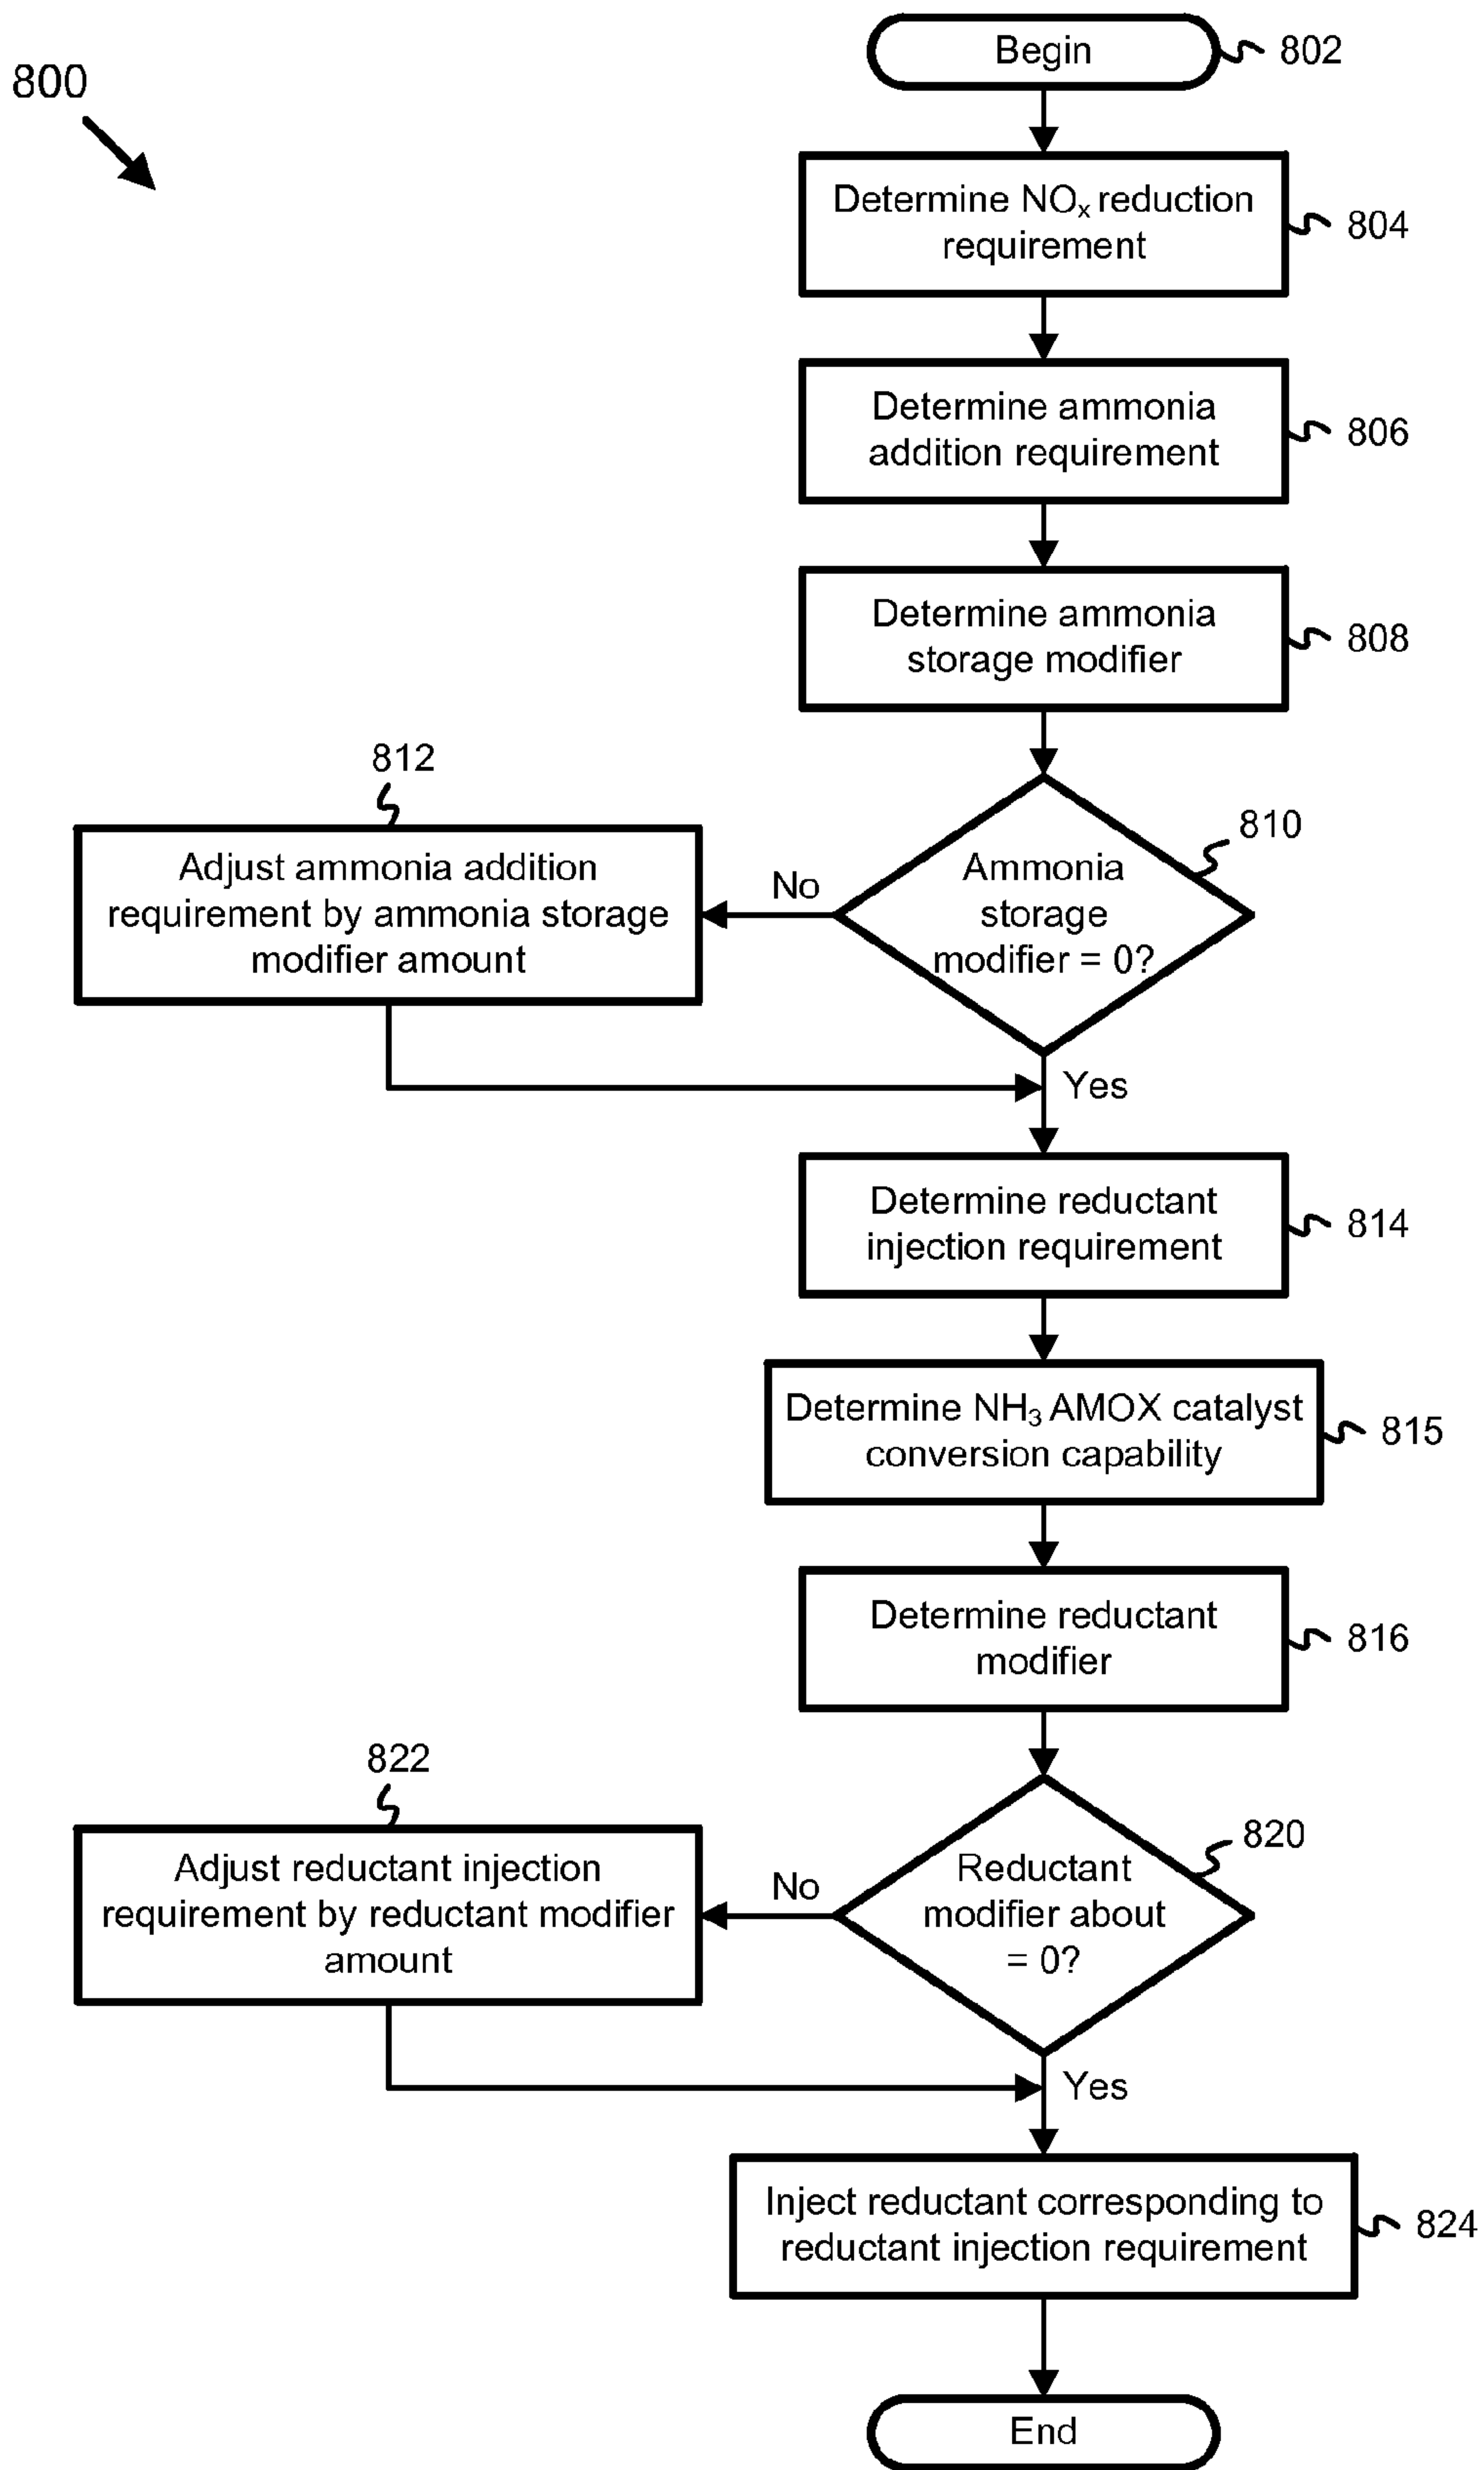 800
Begin
802
Determine NOx reduction
requirement
804
Determine ammonia
addition requirement
806
Determine ammonia
storage modifier
808
812
Adjust ammonia addition
requirement by ammonia storage
modifier amount
No
Ammonia
storage
modifier = 0?
810
Yes
Determine reductant
injection requirement
814
Determine NH3 AMOX catalyst
conversion capability
815
Determine reductant
modifier
816
822
Adjust reductant injection
requirement by reductant modifier
amount
No
Reductant
modifier about
= 0?
820
Yes
Inject reductant corresponding to
reductant injection requirement
824
End